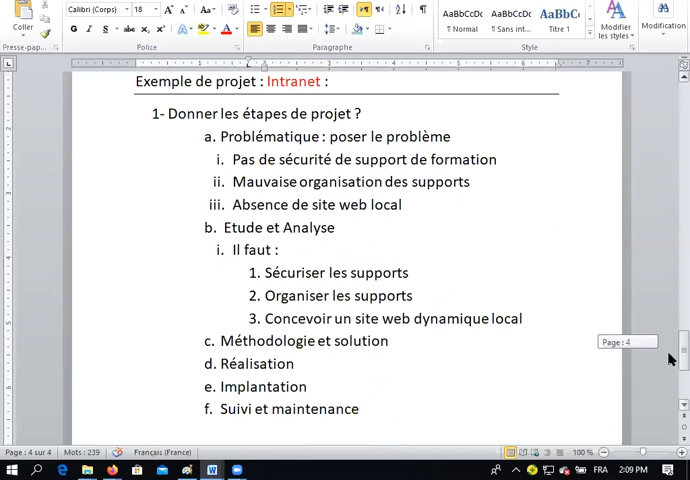 Calibri (Corps) 18
AaBbCcDc AaBbCcDc AaBbC
Coller
G I S
¶ Normal ¶ Sans int... Titre 1
Modifier les styles
Modification
Presse-pap... Police Paragraphe Style
Exemple de projet : Intranet :
1- Donner les étapes de projet ?
a. Problématique : poser le problème
i. Pas de sécurité de support de formation
ii. Mauvaise organisation des supports
iii. Absence de site web local
b. Etude et Analyse
i. Il faut :
1. Sécuriser les supports
2. Organiser les supports
3. Concevoir un site web dynamique local
c. Méthodologie et solution
Page : 4
d. Réalisation
e. Implantation
f. Suivi et maintenance
Page : 4 sur 4 Mots : 239 Français (France) 100 %
FRA 2:09 PM